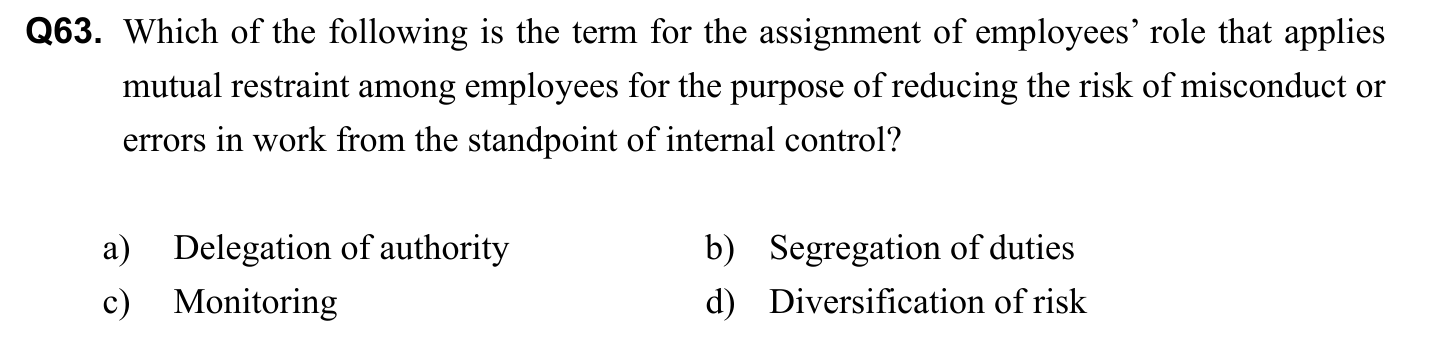 Q63. Which of the following is the term for the assignment of employees’ role that applies
mutual restraint among employees for the purpose of reducing the risk of misconduct or
errors in work from the standpoint of internal control?
a) Delegation of authority b) Segregation of duties
c) Monitoring d) Diversification of risk